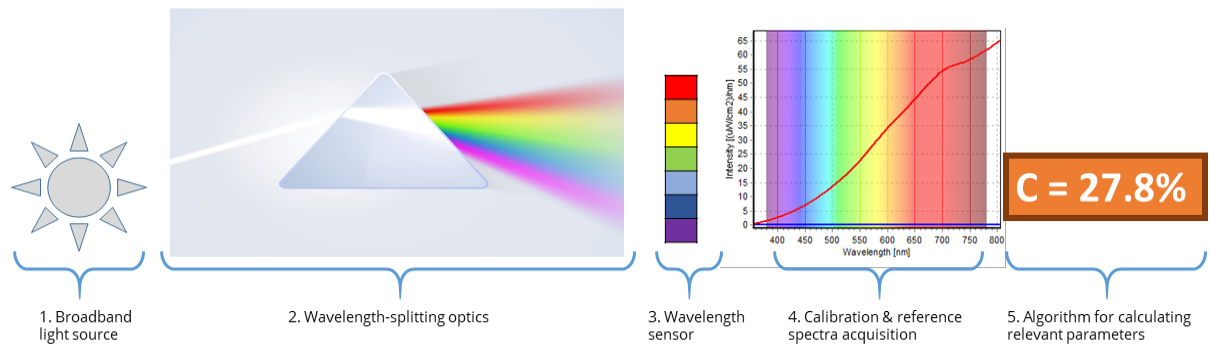 65
60
55
50
45
40
35
30
25
20
15
10
5
0
Intensity [(uW/cm2)/nm]
400 450 500 550 600 650 700 750 800
Wavelength [nm]
C = 27.8%
1. Broadband
light source
2. Wavelength-splitting optics
3. Wavelength
sensor
4. Calibration & reference
spectra acquisition
5. Algorithm for calculating
relevant parameters